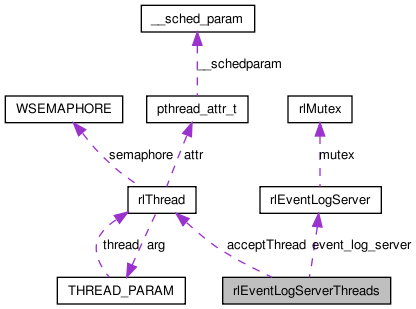 __sched_param
__schedparam
WSEMAPHORE
pthread_attr_t
rlMutex
semaphore
attr
mutex
rlThread
rlEventLogServer
thread
arg
acceptThread
event_log_server
THREAD_PARAM
rlEventLogServerThreads